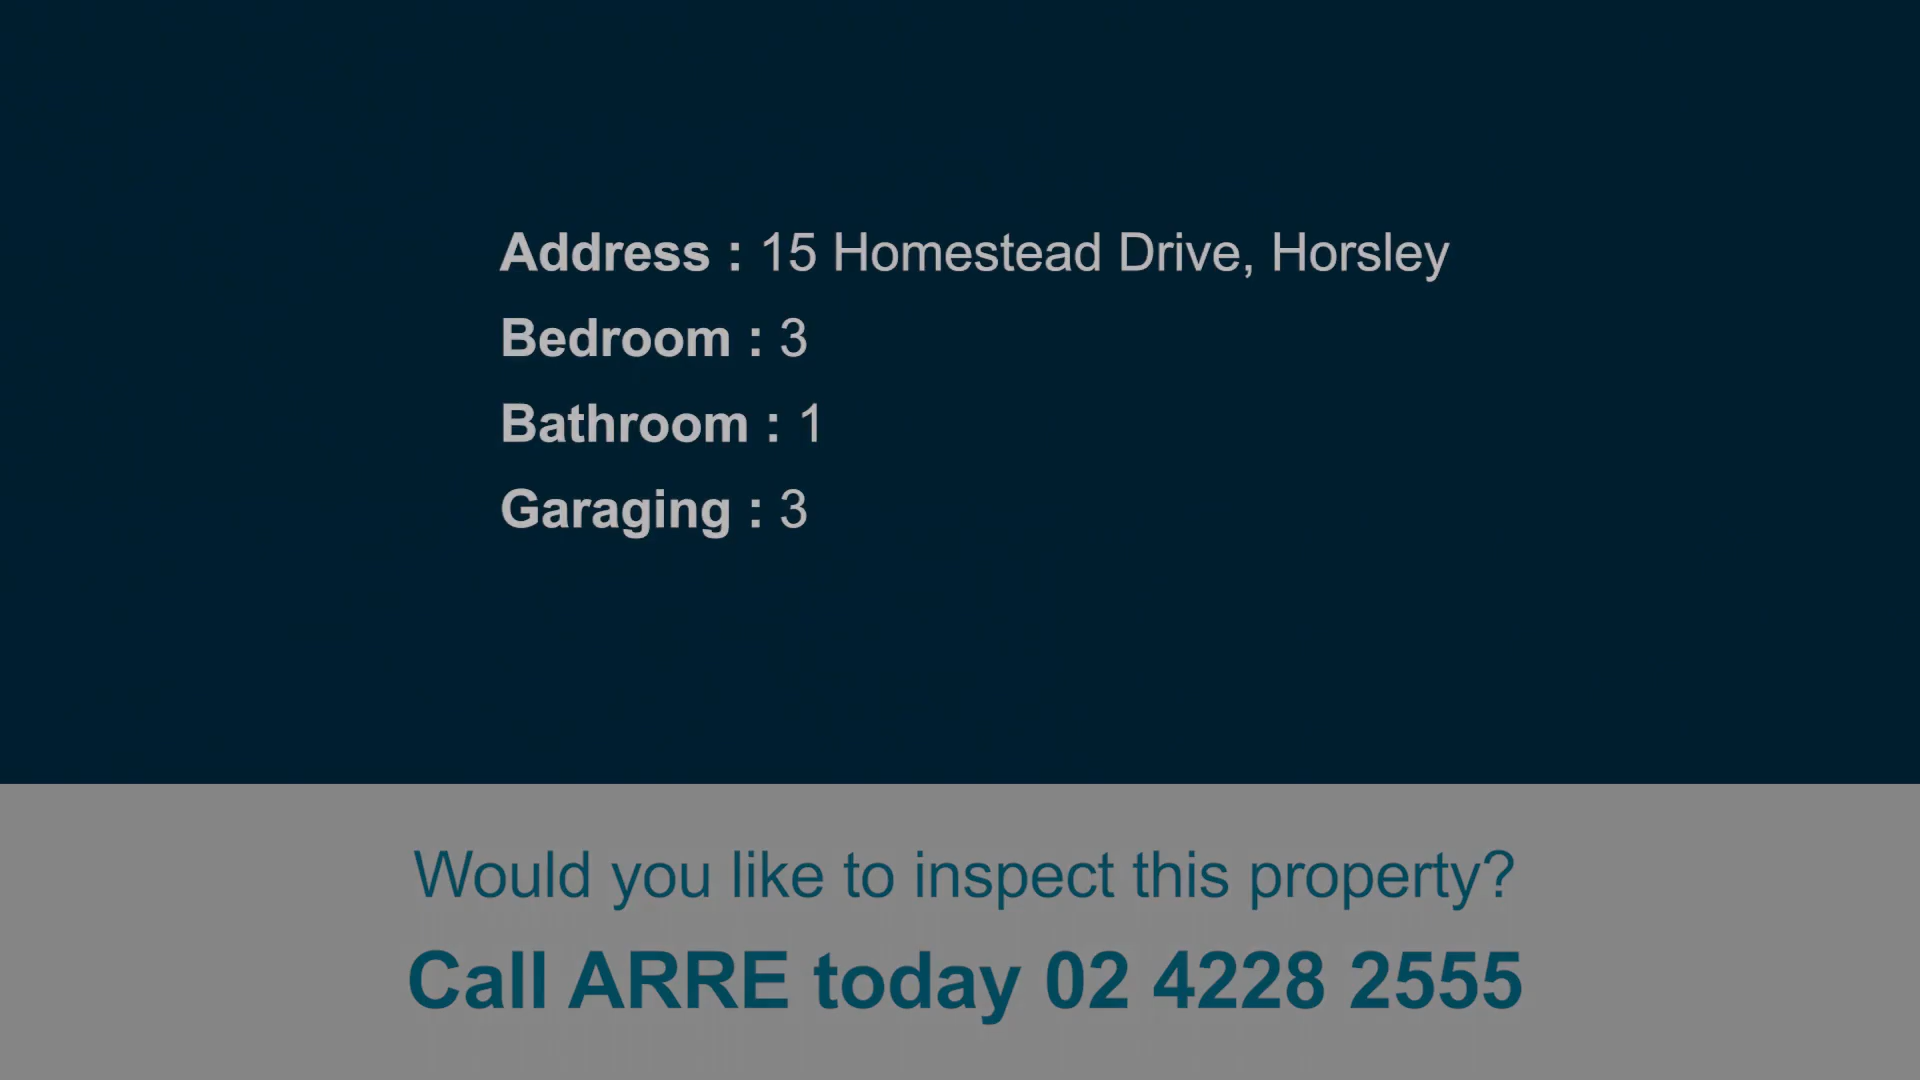 Address : 15 Homestead Drive, Horsley
Bedroom : 3
Bathroom : 1
Garaging : 3
Would you like to inspect this property?
Call ARRE today 02 4228 2555